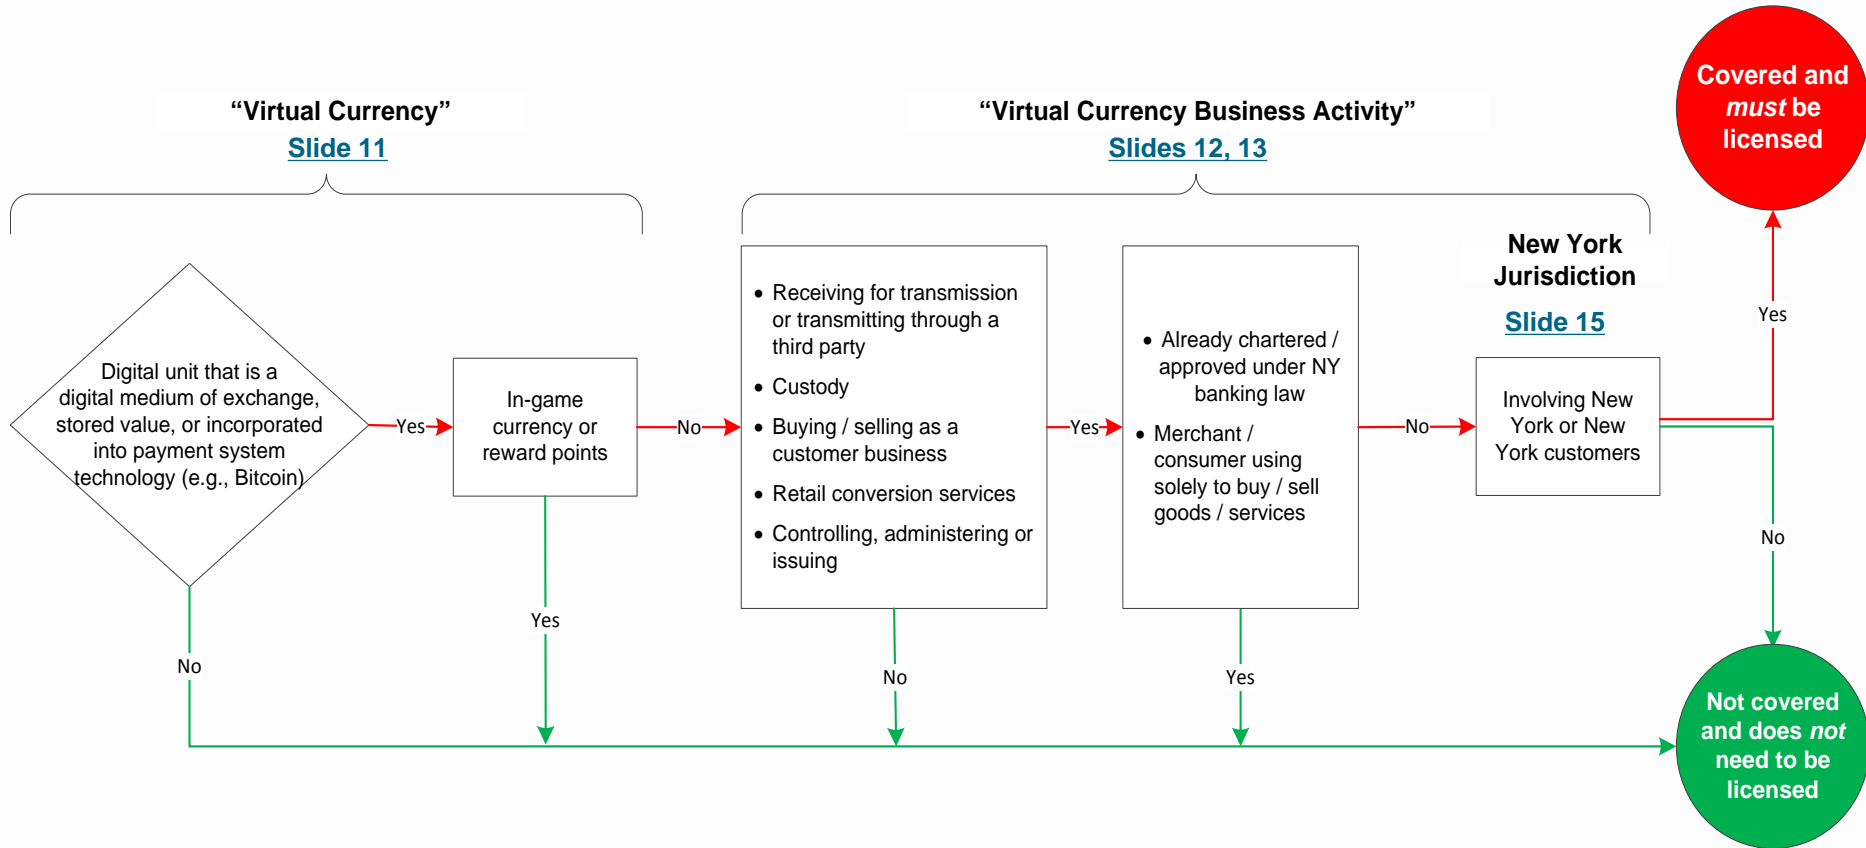 “Virtual Currency”
Slide 11
“Virtual Currency Business Activity”
Slides 12, 13
Covered and
must be
licensed
New York
Jurisdiction
Slide 15
Digital unit that is a
digital medium of exchange,
stored value, or incorporated
into payment system
technology (e.g., Bitcoin)
Yes
No
In-game
currency or
reward points
No
Yes
• Receiving for transmission
or transmitting through a
third party
• Custody
• Buying / selling as a
customer business
• Retail conversion services
• Controlling, administering or
issuing
Yes
No
• Already chartered /
approved under NY
banking law
• Merchant /
consumer using
solely to buy / sell
goods / services
No
Yes
Involving New
York or New
York customers
Yes
No
Not covered
and does not
need to be
licensed